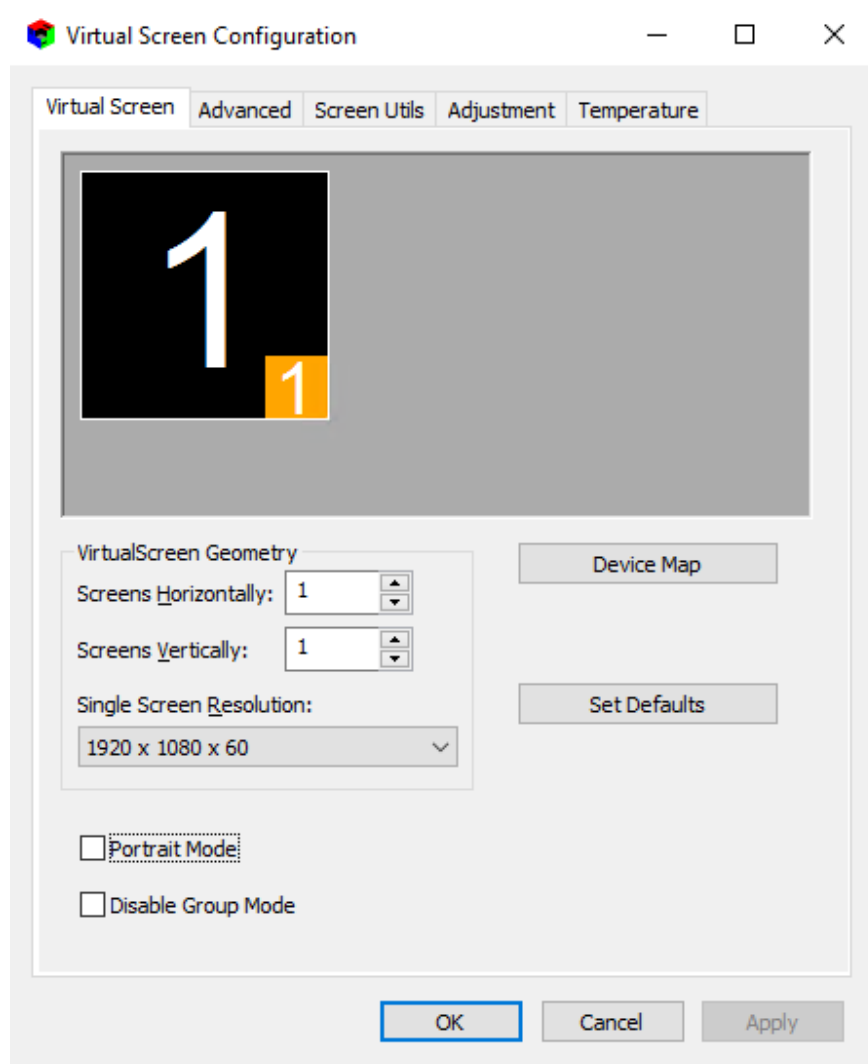 Virtual Screen Configuration
Virtual Screen Advanced Screen Utils Adjustment Temperature
1
1
VirtualScreen Geometry
Screens Horizontally: 1
Device Map
Screens Vertically: 1
Single Screen Resolution:
Set Defaults
1920 x 1080 x 60
Portrait Mode
Disable Group Mode
OK Cancel Apply